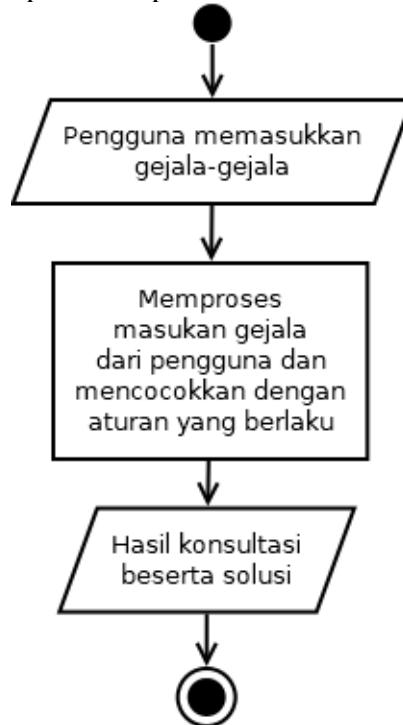 Pengguna memasukkan
gejala-gejala
Memproses
masukan gejala
dari pengguna dan
mencocokkan dengan
aturan yang berlaku
Hasil konsultasi
beserta solusi